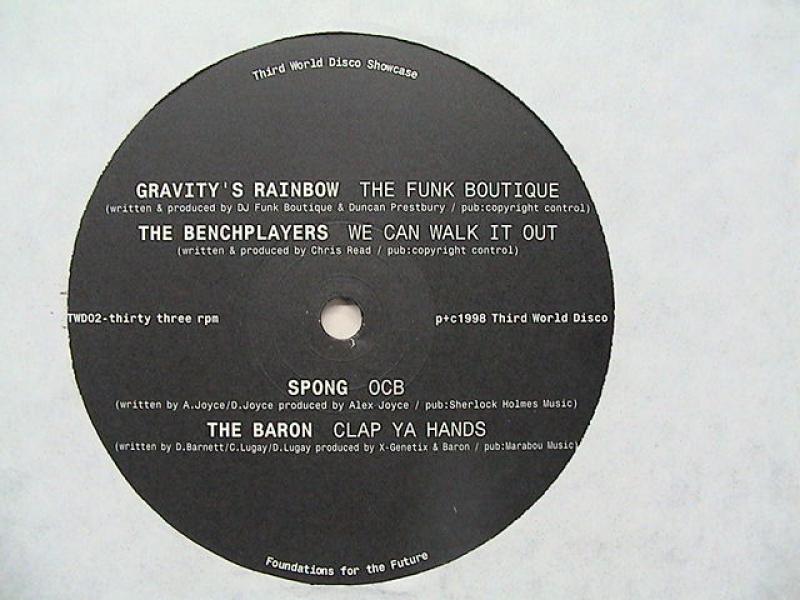 Third World Disco Showcase
GRAVITY'S RAINBOW THE FUNK BOUTIQUE
(written & produced by DJ Funk Boutique & Duncan Prestbury / pub:copyright control)
THE BENCHPLAYERS WE CAN WALK IT OUT
(written & produced by Chris Read / pub:copyright control)
TWD02-thirty three rpm
p+c1998 Third World Disco
SPONG OCB
(written by A.Joyce/D.Joyce produced by Alex Joyce / pub:Sherlock Holmes Music)
THE BARON CLAP YA HANDS
(written by D.Barnett/C.Lugay/D.Lugay produced by X-Genetix & Baron / pub:Marabou Music)
Foundations for the Future